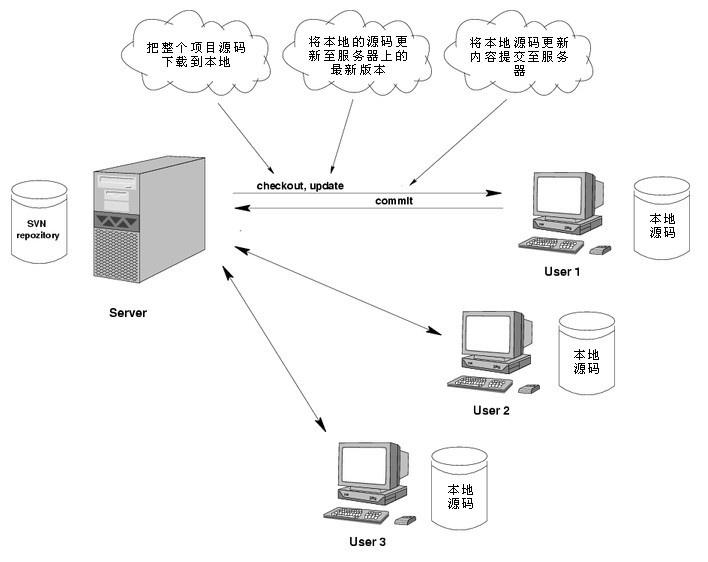 把整个项目源码
下载到本地
将本地的源码更
新至服务器上的
最新版本
将本地源码更新
内容提交至服务
器
checkout, update
commIt
SVN
repozitory
本地
源码
User 1
Server
本地
源码
User 2
本地
源码
User 3